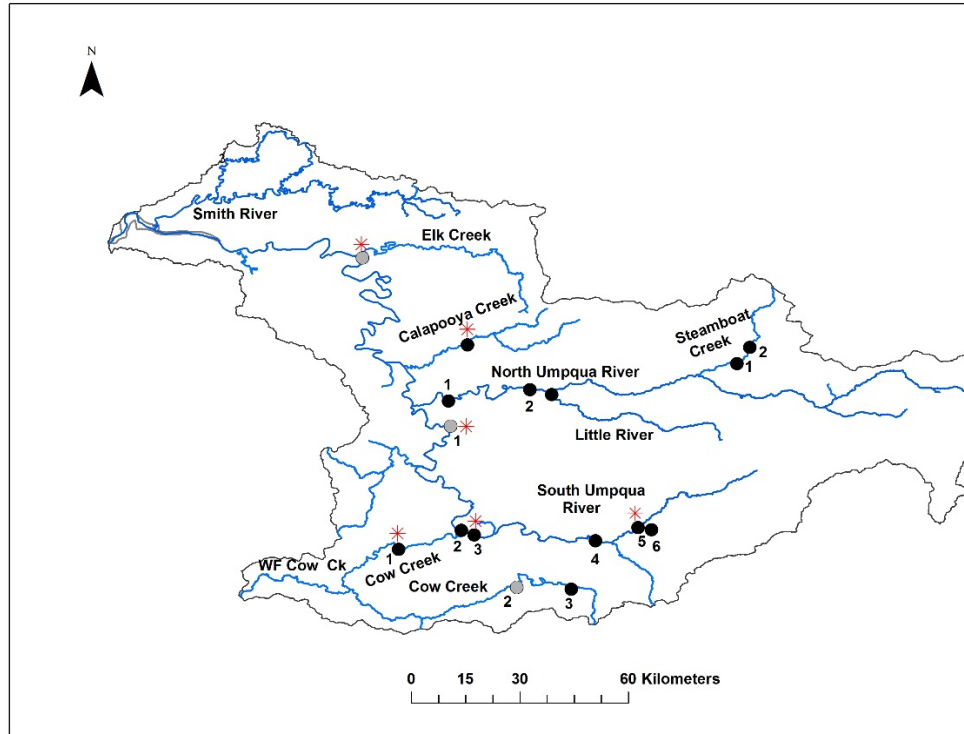 N
Smith River
Elk Creek
Calapooya Creek
Steamboat
Creek
2
1
North Umpqua River
1
2
Little River
1
South Umpqua
River
5
6
2
3
4
1
WF Cow Ck
Cow Creek
Cow Creek
2
3
0 15 30 60 Kilometers